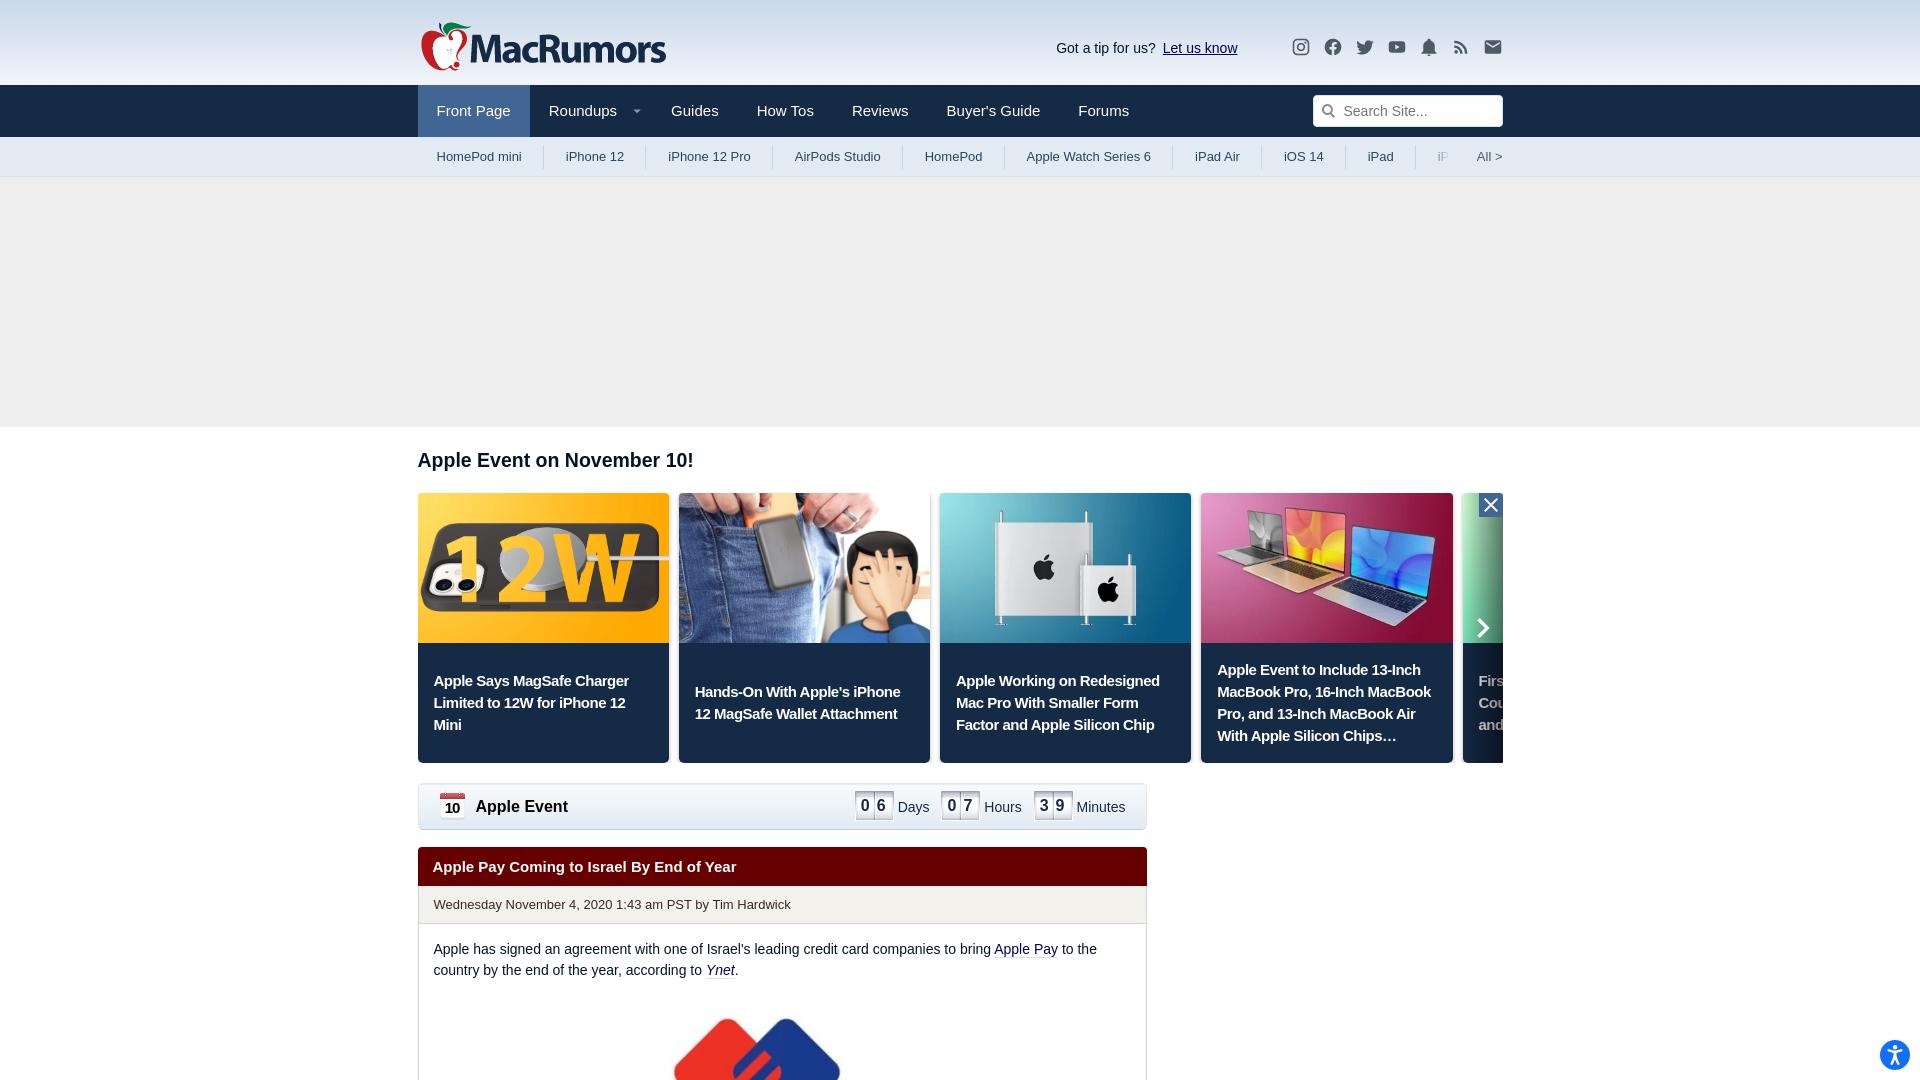 MacRumors
Got a tip for us? Let us know
Front Page
Roundups
Guides
How Tos
Reviews
Buyer's Guide
Forums
Search Site...
HomePod mini
iPhone 12
iPhone 12 Pro
AirPods Studio
HomePod
Apple Watch Series 6
iPad Air
iOS 14
iPad
iP
All >
Apple Event on November 10!
12W
Apple Says MagSafe Charger
Limited to 12W for iPhone 12
Mini
Hands-On With Apple's iPhone
12 MagSafe Wallet Attachment
Apple Working on Redesigned
Mac Pro With Smaller Form
Factor and Apple Silicon Chip
Apple Event to Include 13-Inch
MacBook Pro, 16-Inch MacBook
Pro, and 13-Inch MacBook Air
With Apple Silicon Chips…
Firs
Cou
and
10
Apple Event
06 Days 07 Hours 39 Minutes
Apple Pay Coming to Israel By End of Year
Wednesday November 4, 2020 1:43 am PST by Tim Hardwick
Apple has signed an agreement with one of Israel's leading credit card companies to bring Apple Pay to the
country by the end of the year, according to Ynet.